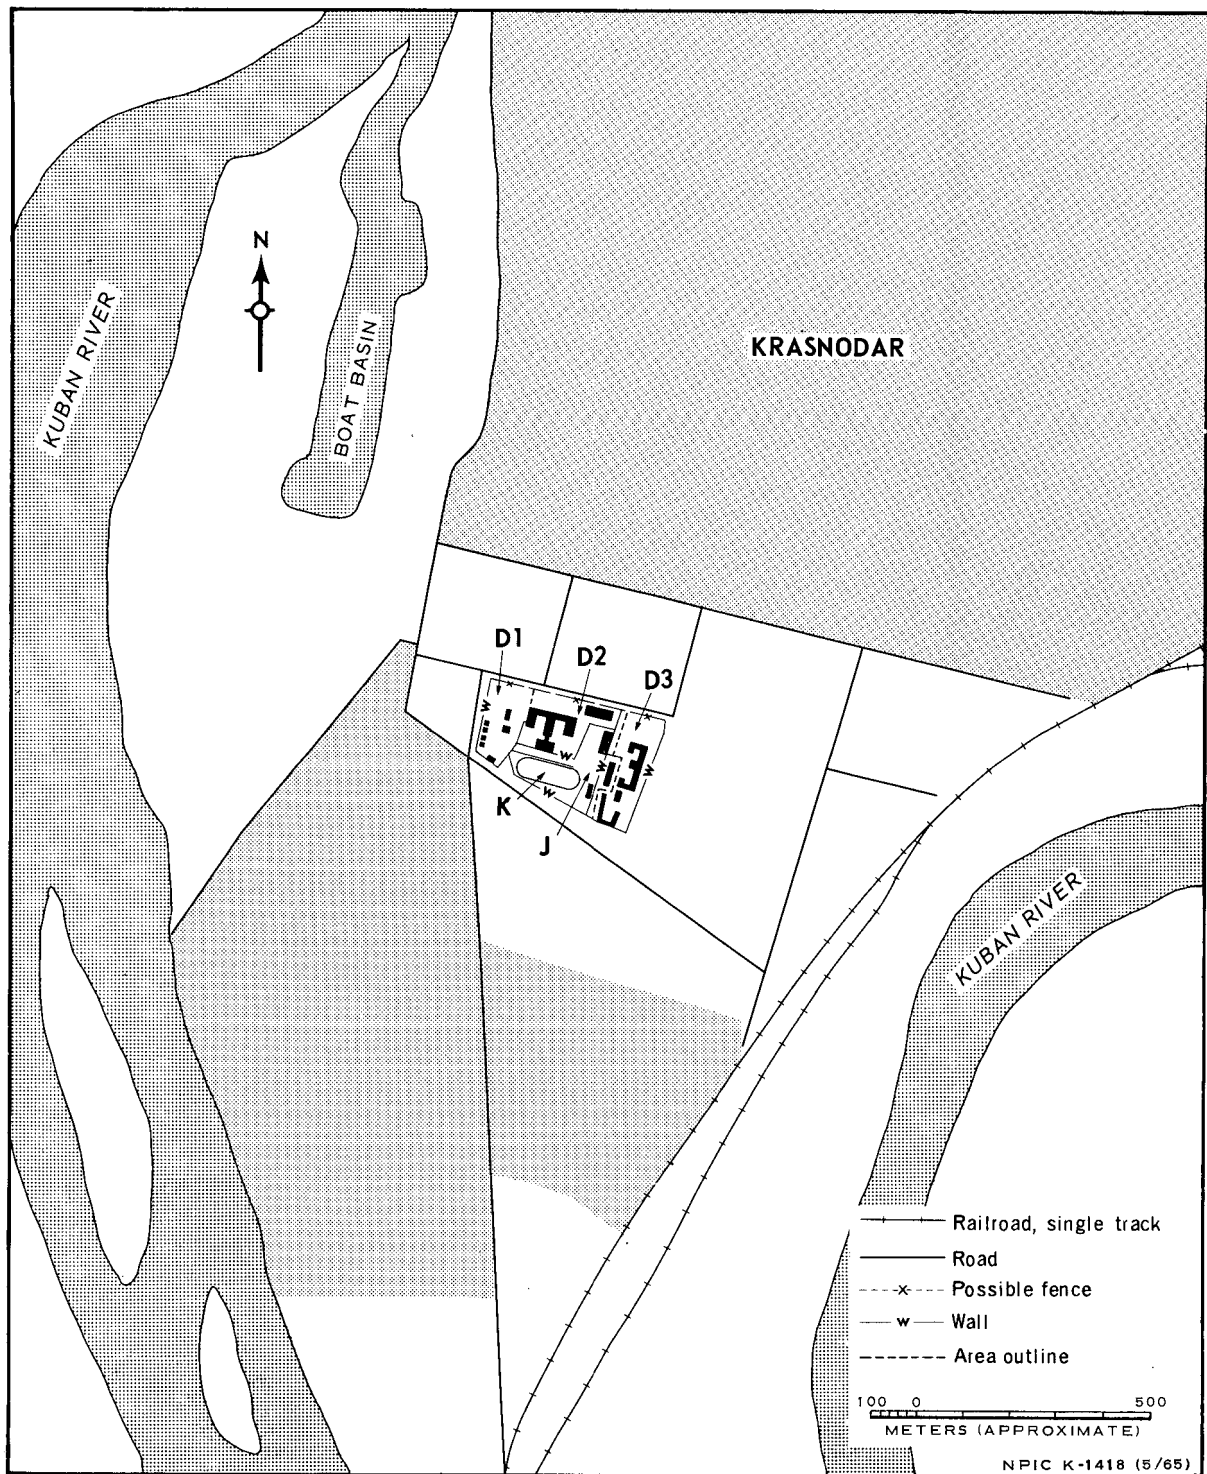 N
KUBAN RIVER
BOAT BASIN
KRASNODAR
D1
D2
D3
W
W
W
W
W
K
J
KUBAN RIVER
Railroad, single track
Road
x Possible fence
w Wall
Area outline
100 0 500
METERS (APPROXIMATE)
NPIC K-1418 (5/65)